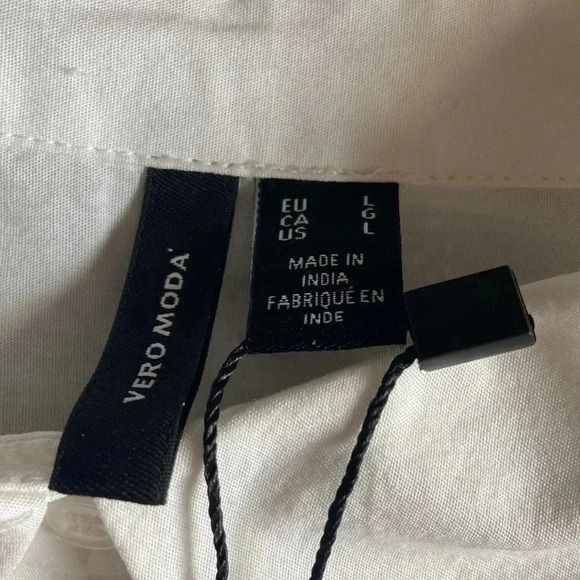 VERO MODA
EU L
CA G
US L
MADE IN
INDIA
FABRIQUÉ EN
INDE